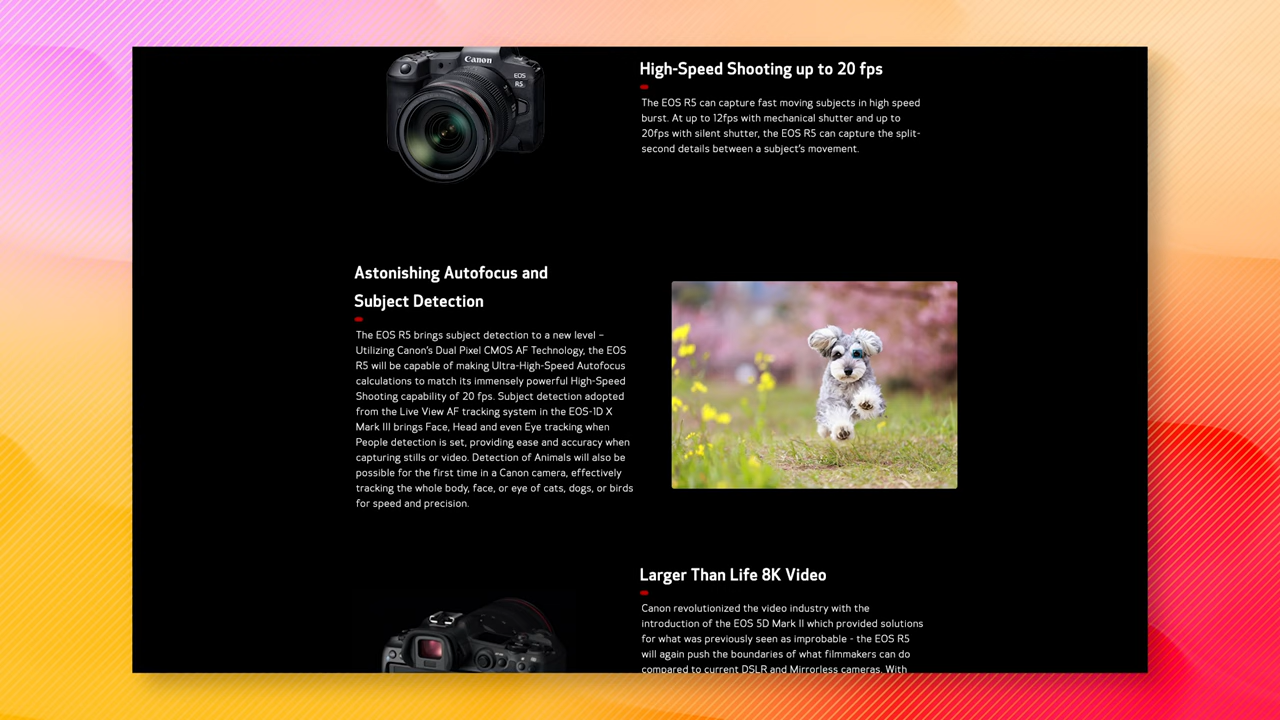 Canon
EOS
R5
High-Speed Shooting up to 20 fps
The EOS R5 can capture fast moving subjects in high speed
burst. At up to 12fps with mechanical shutter and up to
20fps with silent shutter, the EOS R5 can capture the split-
second details between a subject's movement.
Astonishing Autofocus and
Subject Detection
The EOS R5 brings subject detection to a new level –
Utilizing Canon's Dual Pixel CMOS AF Technology, the EOS
R5 will be capable of making Ultra-High-Speed Autofocus
calculations to match its immensely powerful High-Speed
Shooting capability of 20 fps. Subject detection adopted
from the Live View AF tracking system in the EOS-1D X
Mark III brings Face, Head and even Eye tracking when
People detection is set, providing ease and accuracy when
capturing stills or video. Detection of Animals will also be
possible for the first time in a Canon camera, effectively
tracking the whole body, face, or eye of cats, dogs, or birds
for speed and precision.
Larger Than Life 8K Video
Canon revolutionized the video industry with the
introduction of the EOS 5D Mark II which provided solutions
for what was previously seen as improbable - the EOS R5
will again push the boundaries of what filmmakers can do
compared to current DSLR and Mirrorless cameras. With